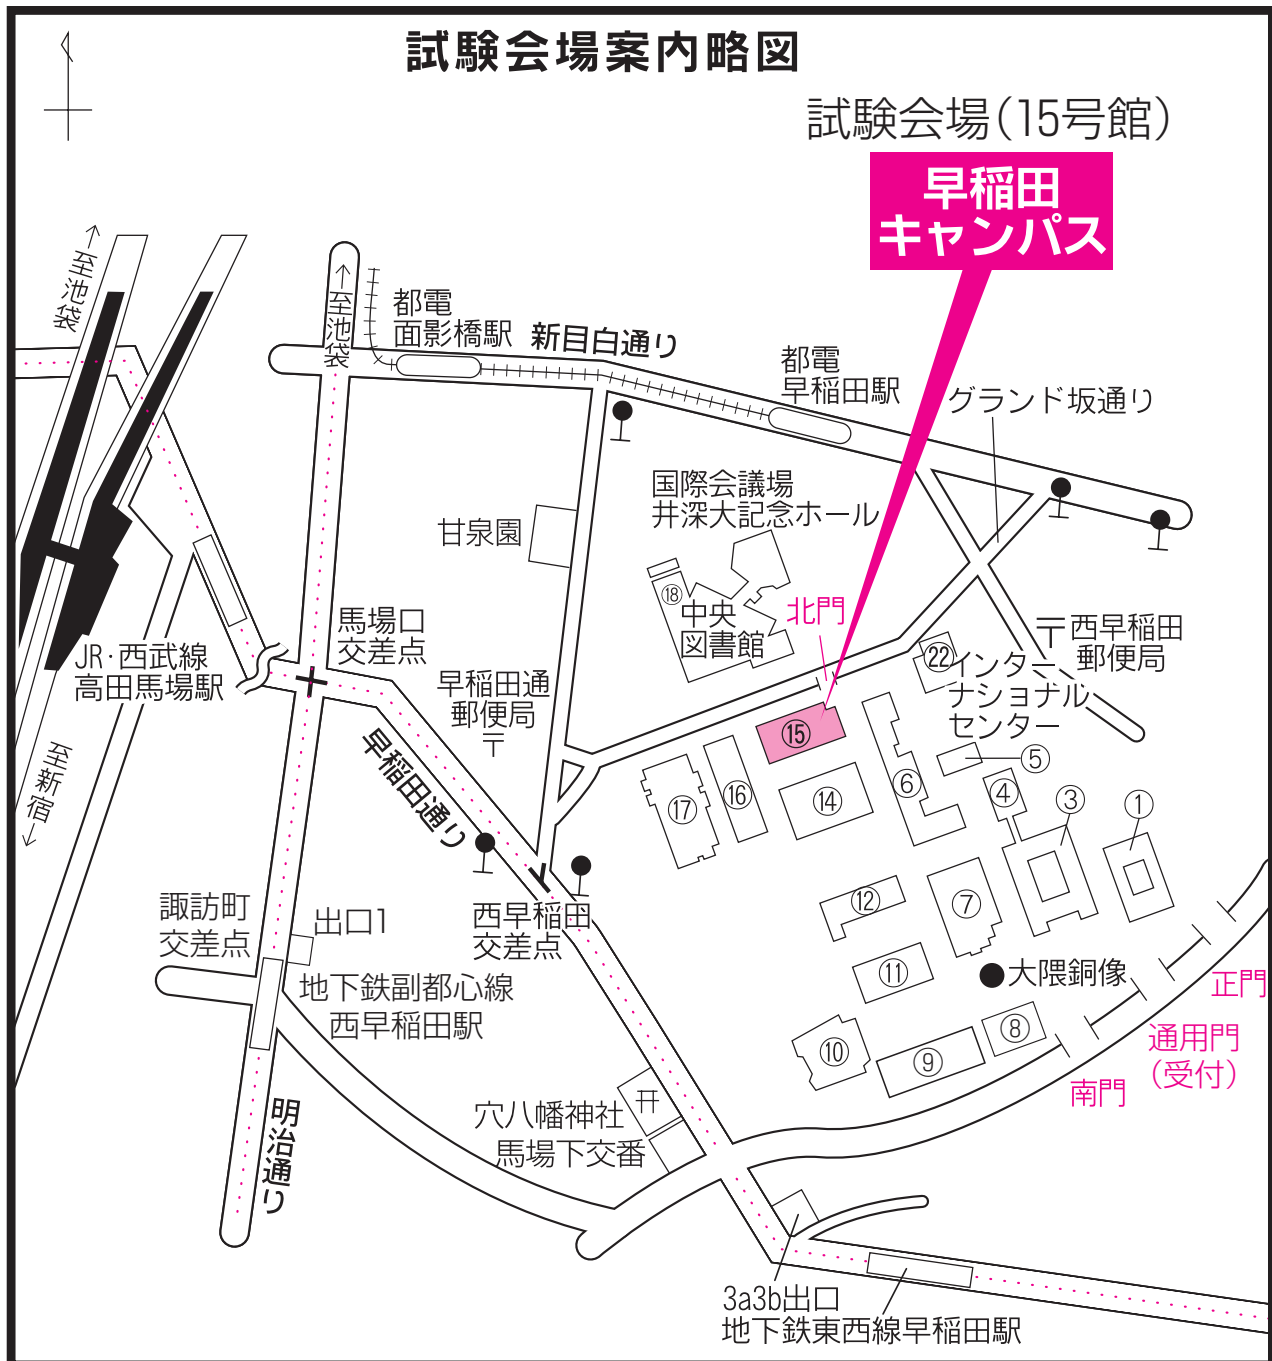 試験会場案内略図
試験会場(15号館)
早稲田
キャンパス
↑至池袋
↑至池袋
都電
面影橋駅
新目白通り
都電
早稲田駅
グランド坂通り
国際会議場
井深大記念ホール
甘泉園
⑱
中央
図書館
北門
馬場口
交差点
〒西早稲田
郵便局
㉒
インター
ナショナル
センター
JR・西武線
高田馬場駅
早稲田通
郵便局
〒
早稲田通り
至新宿↓
⑮
⑤
⑥
④
③
①
⑰
⑯
⑭
⑫
⑦
⑪
諏訪町
交差点
出口1
西早稲田
交差点
大隈銅像
正門
地下鉄副都心線
西早稲田駅
⑧
⑩
⑨
通用門
(受付)
南門
明治通り
穴八幡神社
馬場下交番
3a3b出口
地下鉄東西線早稲田駅